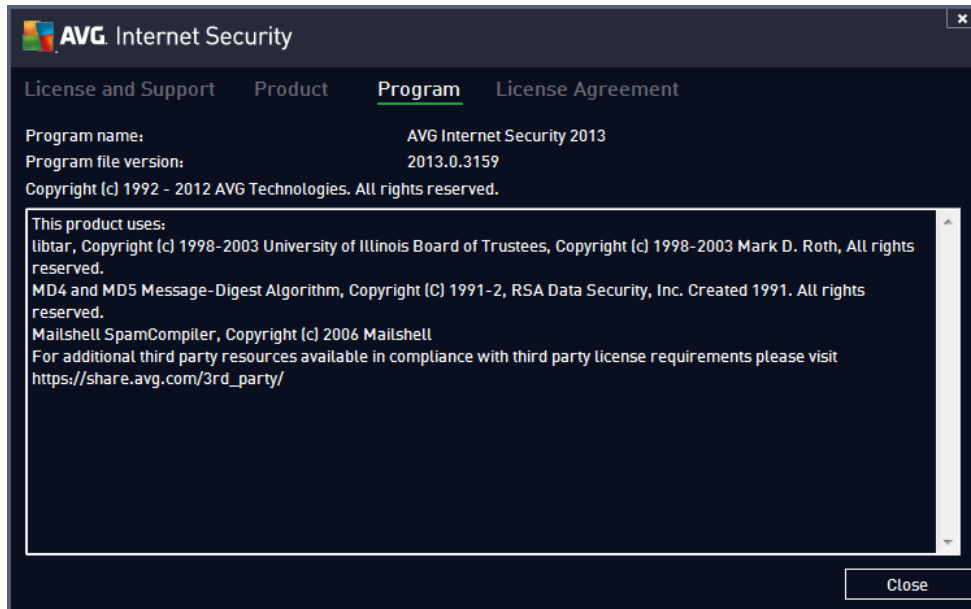 AVG. Internet Security
License and Support Product Program License Agreement
Program name: AVG Internet Security 2013
Program file version: 2013.0.3159
Copyright (c) 1992 - 2012 AVG Technologies. All rights reserved.
This product uses:
libtar, Copyright (c) 1998-2003 University of Illinois Board of Trustees, Copyright (c) 1998-2003 Mark D. Roth, All rights
reserved.
MD4 and MD5 Message-Digest Algorithm, Copyright (C) 1991-2, RSA Data Security, Inc. Created 1991. All rights
reserved.
Mailshell SpamCompiler, Copyright (c) 2006 Mailshell
For additional third party resources available in compliance with third party license requirements please visit
https://share.avg.com/3rd_party/
Close